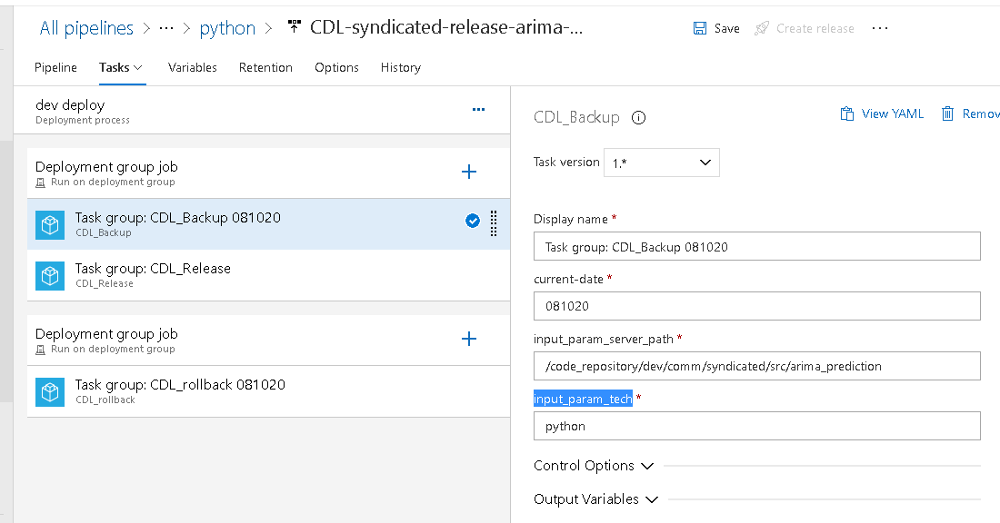 All pipelines > ··· > python > CDL-syndicated-release-arima-...
Save Create release ···
Pipeline Tasks Variables Retention Options History
dev deploy
Deployment process
Deployment group job
Run on deployment group
Task group: CDL_Backup 081020
CDL_Backup
Task group: CDL_Release
CDL_Release
Deployment group job
Run on deployment group
Task group: CDL_rollback 081020
CDL_rollback
CDL_Backup
View YAML Remov
Task version 1.*
Display name *
Task group: CDL_Backup 081020
current-date *
081020
input_param_server_path *
/code_repository/dev/comm/syndicated/src/arima_prediction
input_param_tech *
python
Control Options
Output Variables